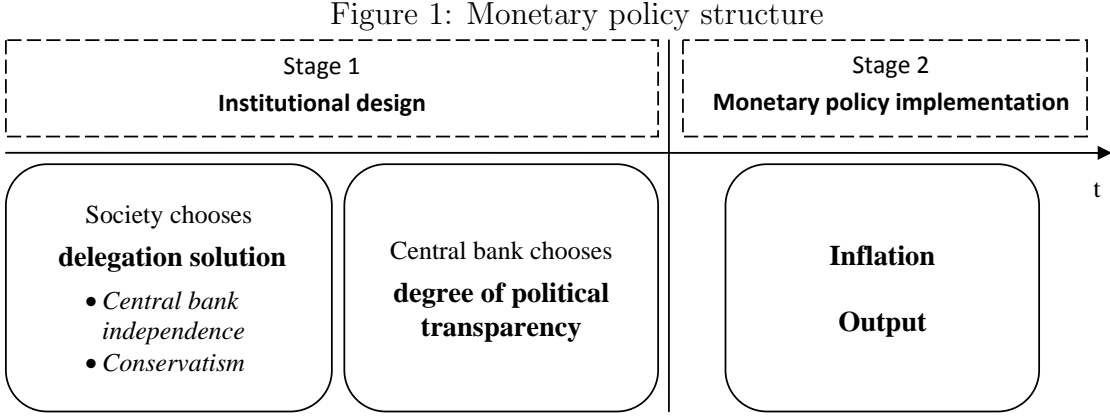 Figure 1: Monetary policy structure
Stage 1
Institutional design
Stage 2
Monetary policy implementation
t
Society chooses
delegation solution
• Central bank
independence
• Conservatism
Central bank chooses
degree of political
transparency
Inflation
Output